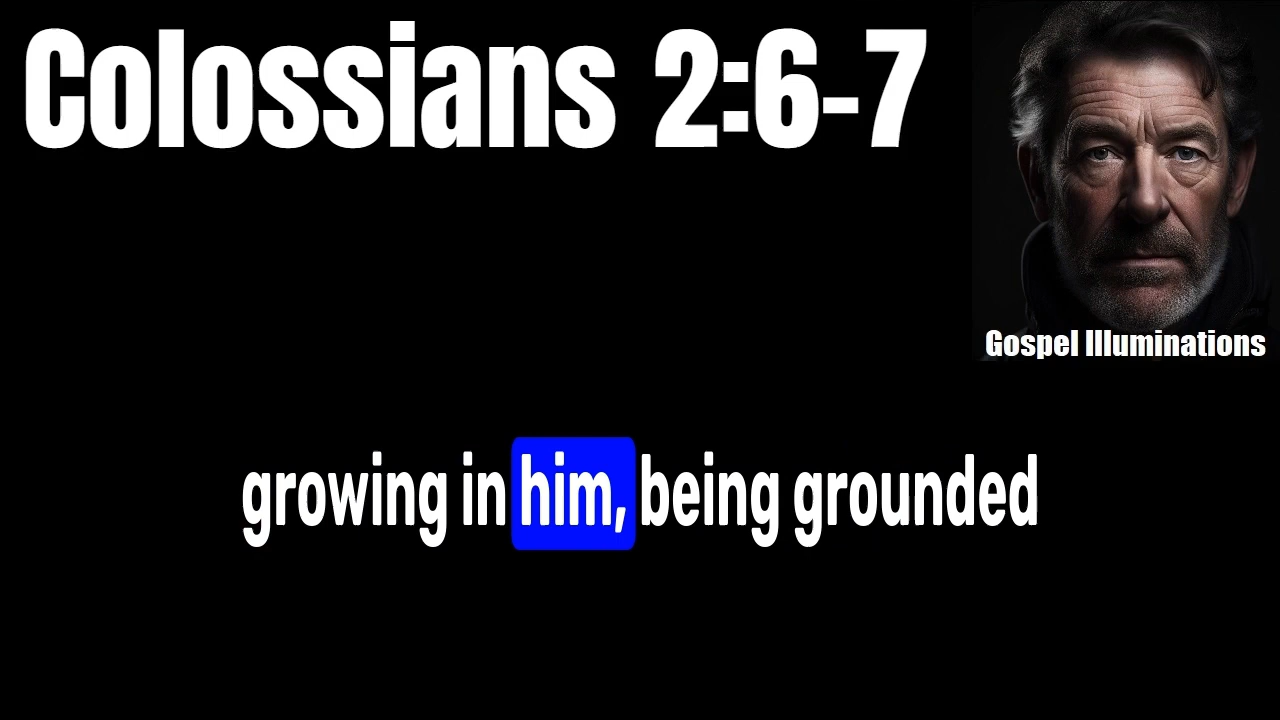 Colossians 2:6-7
Gospel Illuminations
growing in him, being grounded